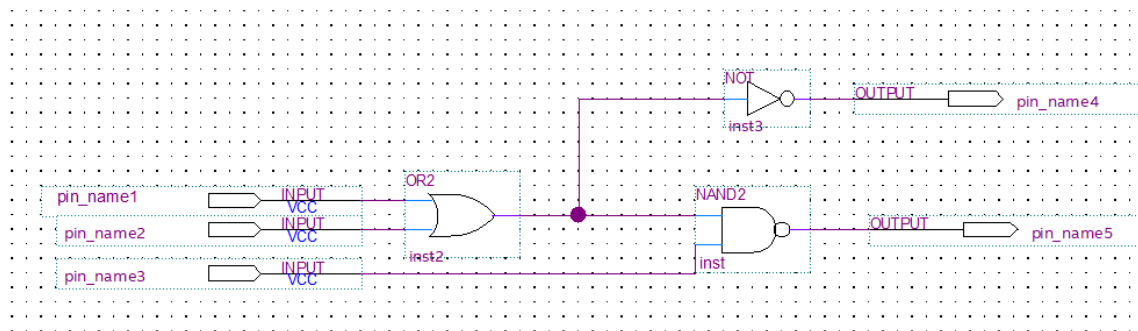 NOT
OUTPUT
pin_name4
inst3
OR2
pin_name1
INPUT
VCC
NAND2
pin_name2
INPUT
VCC
OUTPUT
pin_name5
inst2
inst
pin_name3
INPUT
VCC